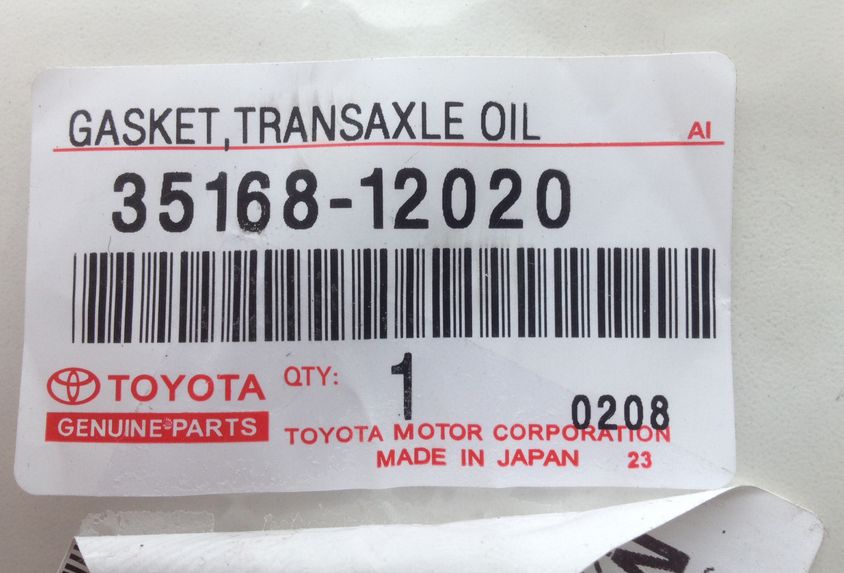 GASKET,TRANSAXLE OIL AI
35168-12020
TOYOTA QTY: 1
GENUINE PARTS 0208
TOYOTA MOTOR CORPORATION
MADE IN JAPAN 23